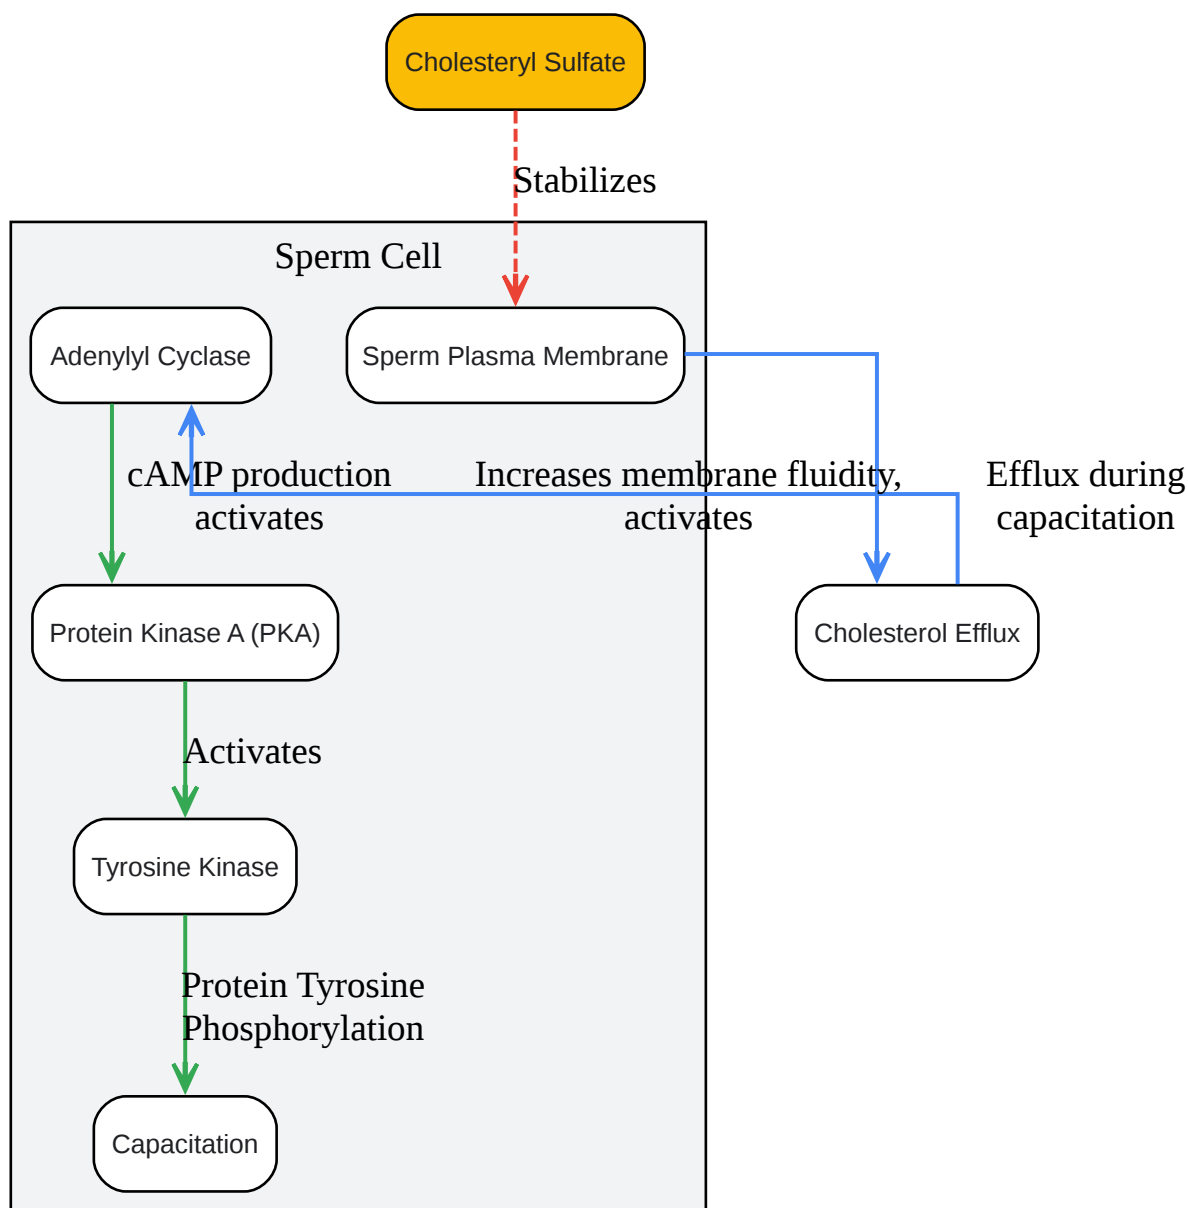 Cholesteryl Sulfate
Stabilizes
Sperm Cell
Adenylyl Cyclase
Sperm Plasma Membrane
cAMP production
activates
Increases membrane fluidity,
activates
Efflux during
capacitation
Protein Kinase A (PKA)
Cholesterol Efflux
Activates
Tyrosine Kinase
Protein Tyrosine
Phosphorylation
Capacitation